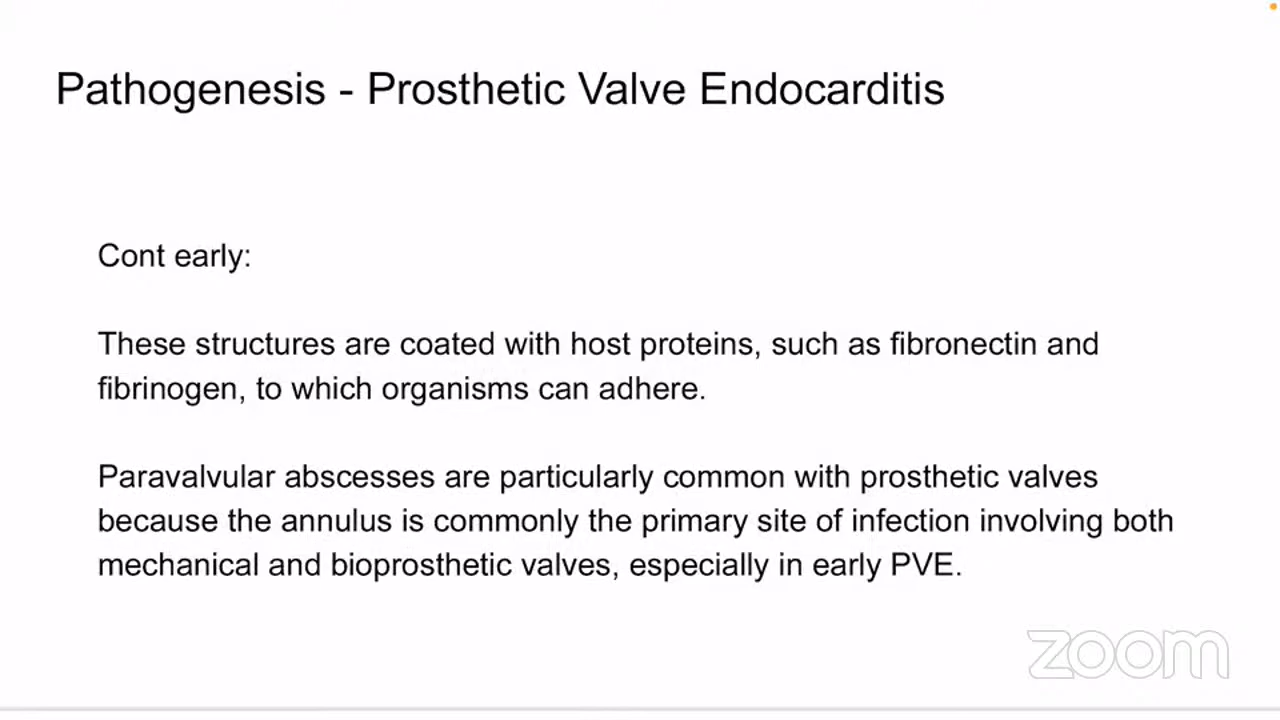 Pathogenesis - Prosthetic Valve Endocarditis
Cont early:
These structures are coated with host proteins, such as fibronectin and
fibrinogen, to which organisms can adhere.
Paravalvular abscesses are particularly common with prosthetic valves
because the annulus is commonly the primary site of infection involving both
mechanical and bioprosthetic valves, especially in early PVE.
zoom